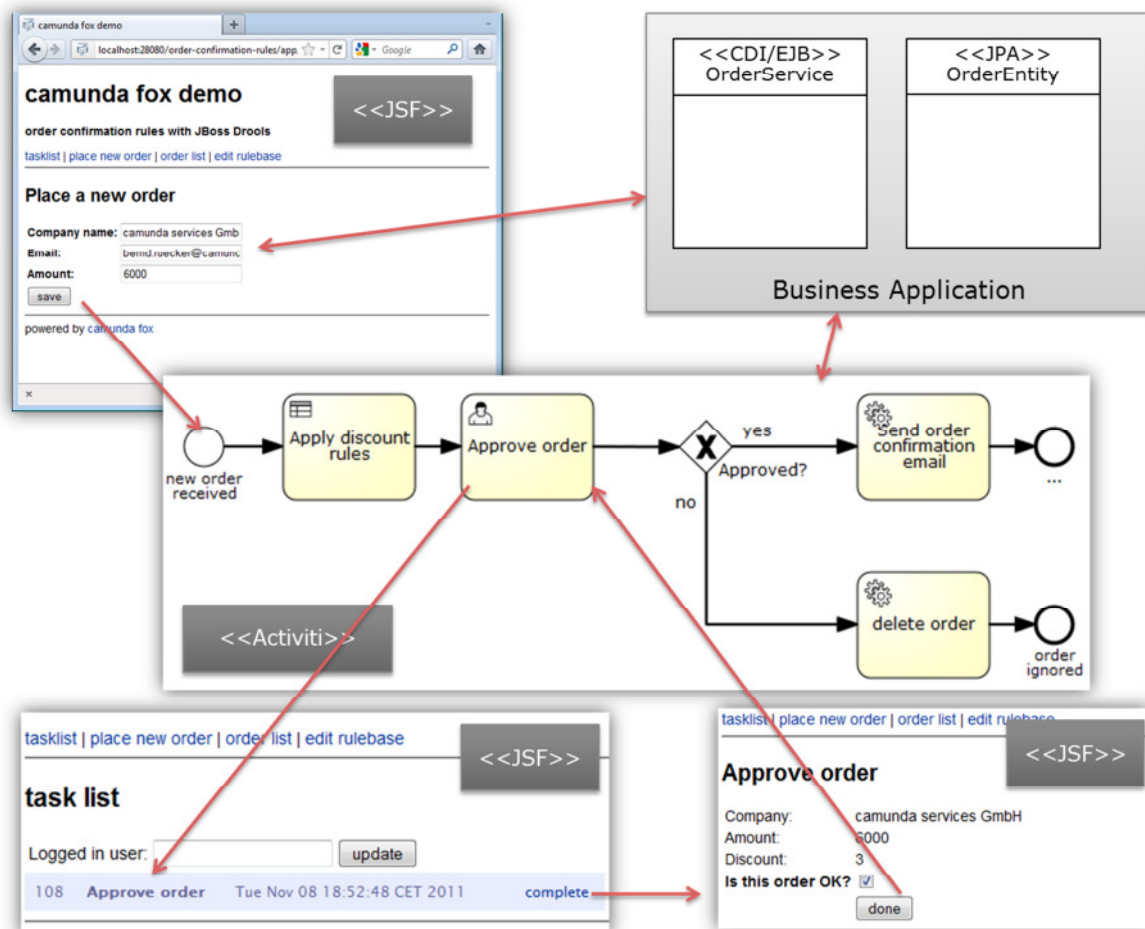 camunda fox demo
localhost:28080/order-confirmation-rules/app.
Google
camunda fox demo
<<JSF>>
order confirmation rules with JBoss Drools
tasklist | place new order | order list | edit rulebase
Place a new order
Company name: camunda services Gmb
Email: bernd.ruecker@camunc
Amount: 6000
save
powered by camunda fox
<<CDI/EJB>>
OrderService
<<JPA>>
OrderEntity
Business Application
new order
received
Apply discount
rules
Approve order
X
yes
Approved?
no
Send order
confirmation
email
...
delete order
order
ignored
<<Activiti>>
tasklist | place new order | order list | edit rulebase
<<JSF>>
task list
Logged in user: update
108 Approve order Tue Nov 08 18:52:48 CET 2011 complete
tasklist | place new order | order list | edit rulebase
<<JSF>>
Approve order
Company: camunda services GmbH
Amount: 6000
Discount: 3
Is this order OK?
done